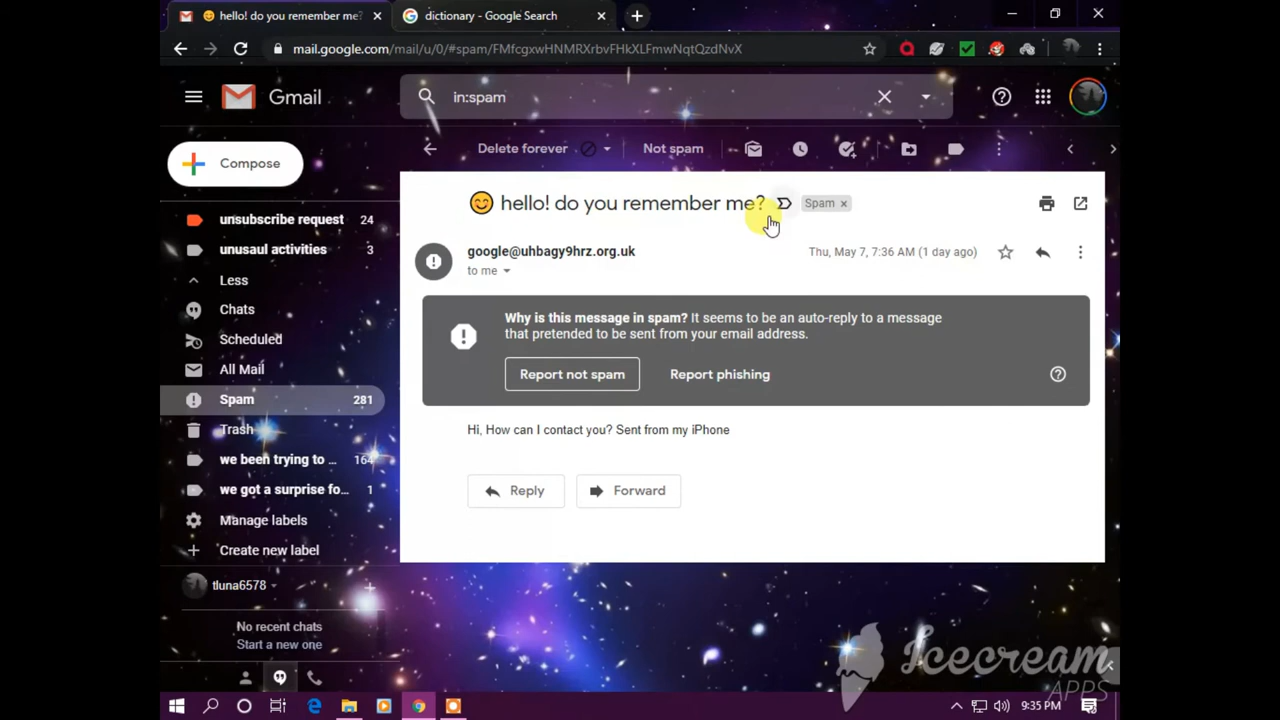 😊 hello! do you remember me?
dictionary - Google Search
mail.google.com/mail/u/0/#spam/FMfcgxwHNMRXrbvFHkXLFmwNqtQzdNvX
Gmail
in:spam
Compose
Delete forever
Not spam
unsubscribe request 24
unusaul activities 3
Less
Chats
Scheduled
All Mail
Spam 281
Trash
we been trying to ... 164
we got a surprise fo... 1
Manage labels
Create new label
tluna6578
No recent chats
Start a new one
😊 hello! do you remember me?
Spam x
google@uhbagy9hrz.org.uk
Thu, May 7, 7:36 AM (1 day ago)
to me
Why is this message in spam? It seems to be an auto-reply to a message
that pretended to be sent from your email address.
Report not spam
Report phishing
Hi, How can I contact you? Sent from my iPhone
Reply
Forward
Icecream
APPS
9:35 PM